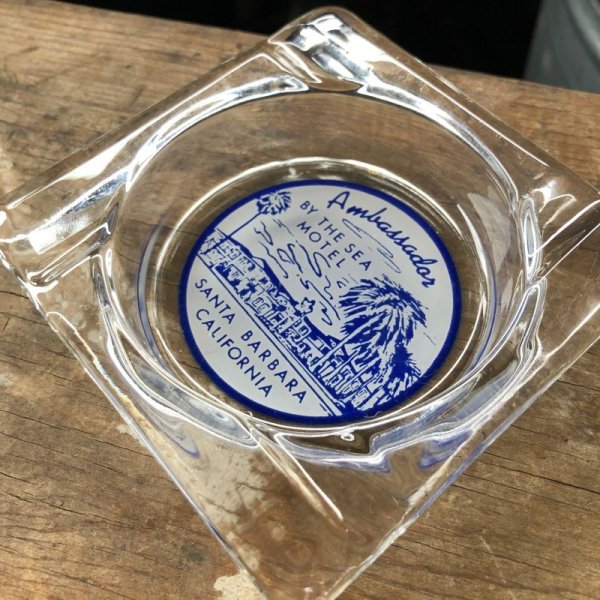 Ambassador
BY THE SEA
MOTEL
SANTA BARBARA
CALIFORNIA